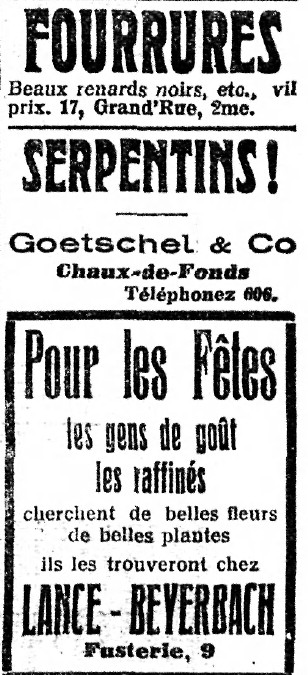 FOURRURES
Beaux renards noirs, etc., vil
prix. 17, Grand'Rue, 2me.
SERPENTINS!
Goetschel & Co
Chaux-de-Fonds
Téléphonez 606.
Pour les Fêtes
les gens de goût
les raffinés
cherchent de belles fleurs
de belles plantes
ils les trouveront chez
LANCE - BEYERBACH
Fusterie, 9